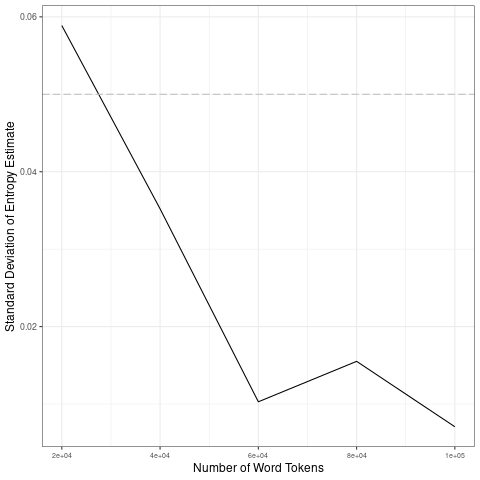 Standard Deviation of Entropy Estimate
0.06
0.04
0.02
2e+04 4e+04 6e+04 8e+04 1e+05
Number of Word Tokens